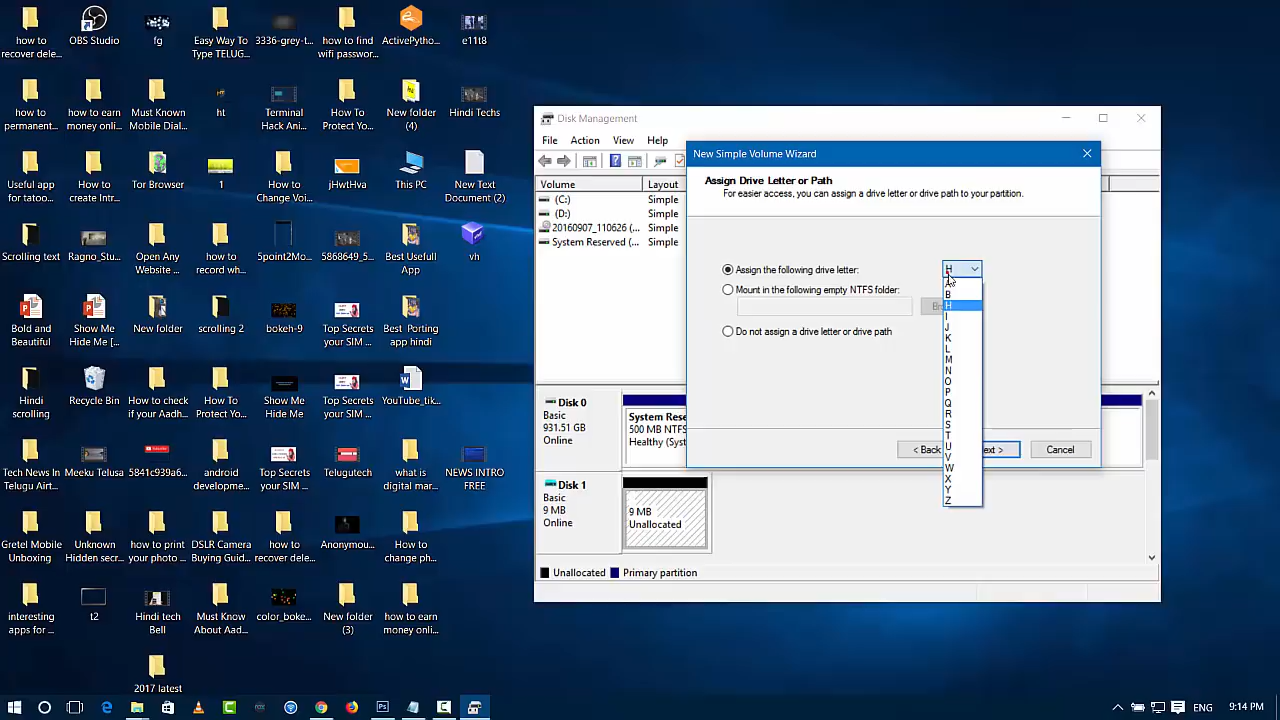 how to
recover dele...
OBS Studio
fg
Easy Way To
Type TELUG...
3336-grey-t...
how to find
wifi passwor...
ActivePytho...
e11t8
how to
permanent...
how to earn
money onli...
Must Known
Mobile Dial...
ht
Terminal
Hack Ani...
How To
Protect Yo...
New folder
(4)
Hindi Techs
Useful app
for tatoo...
How to
create Intr...
Tor Browser
1
How to
Change Voi...
jHwtHva
This PC
New Text
Document (2)
Scrolling text
Ragno_Stu...
Open Any
Website ...
how to
record wh...
5point2Mo...
5868649_5...
Best Usefull
App
vh
Bold and
Beautiful
Show Me
Hide Me [...
New folder
scrolling 2
bokeh-9
Top Secrets
your SIM ...
Best Porting
app hindi
Hindi
scrolling
Recycle Bin
How to check
if your Aadh...
How To
Protect Yo...
Show Me
Hide Me
Top Secrets
your SIM ...
YouTube_tik...
Tech News In
Telugu Airt...
Meeku Telusa
5841c939a6...
android
developme...
Top Secrets
your SIM ...
Telugutech
what is
digital mar...
NEWS INTRO
FREE
Gretel Mobile
Unboxing
Unknown
Hidden secr...
how to print
your photo ...
DSLR Camera
Buying Guid...
how to
recover dele...
Anonymou...
How to
change ph...
interesting
apps for ...
t2
Hindi tech
Bell
Must Know
About Aad...
color_boke...
New folder
(3)
how to earn
money onli...
2017 latest
Disk Management
File Action View Help
Volume Layout
(C:) Simple
(D:) Simple
20160907_110626 (... Simple
System Reserved (... Simple
New Simple Volume Wizard
Assign Drive Letter or Path
For easier access, you can assign a drive letter or drive path to your partition.
Assign the following drive letter: H
Mount in the following empty NTFS folder:
Do not assign a drive letter or drive path
B
H
I
J
K
L
M
N
O
P
Q
R
S
T
U
V
W
X
Y
Z
< Back
ext >
Cancel
Disk 0
Basic
931.51 GB
Online
System Rese
500 MB NTFS
Healthy (Syst
Disk 1
Basic
9 MB
Online
9 MB
Unallocated
Unallocated Primary partition
ENG 9:14 PM